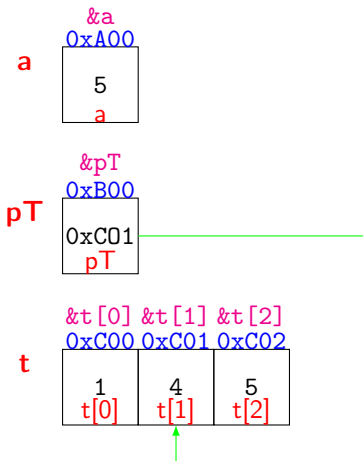 &a
0xA00
a
5
a
&pT
0xB00
pT
0xC01
pT
&t[0] &t[1] &t[2]
0xC00 0xC01 0xC02
t
1 4 5
t[0] t[1] t[2]